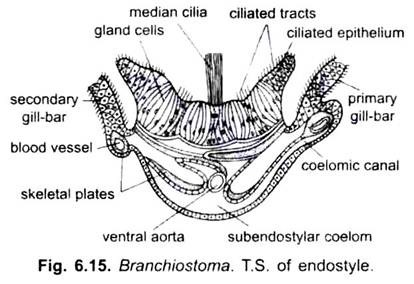 median cilia
gland cells
ciliated tracts
ciliated epithelium
secondary
gill-bar
primary
gill-bar
blood vessel
coelomic canal
skeletal plates
ventral aorta
subendostylar coelom
Fig. 6.15. Branchiostoma. T.S. of endostyle.